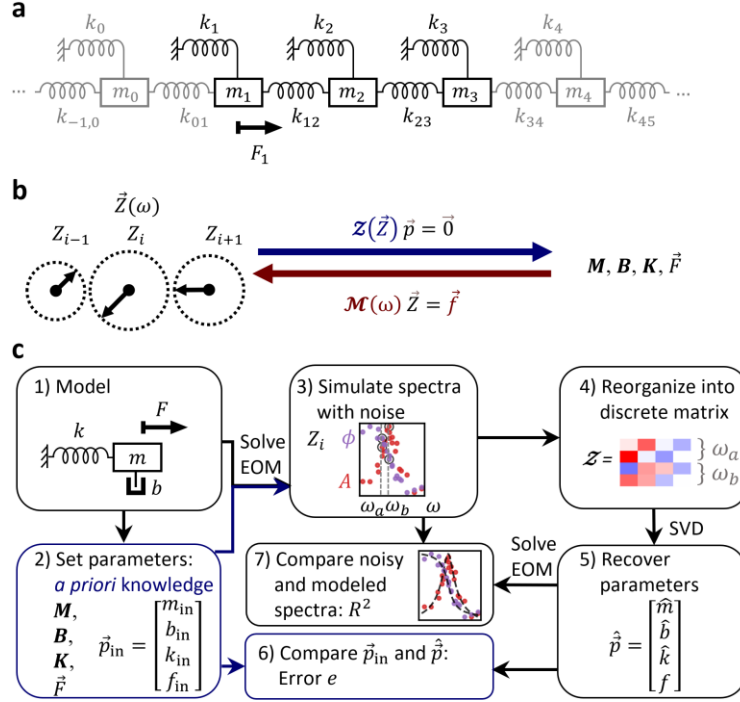 a
k₀ k₁ k₂ k₃ k₄
... m₀ m₁ m₂ m₃ m₄ ...
k₋₁,₀ k₀₁ k₁₂ k₂₃ k₃₄ k₄₅
F₁
b
Z⃗(ω)
Zᵢ₋₁ Zᵢ Zᵢ₊₁
𝓩(Z⃗) p⃗ = 0⃗
M, B, K, F⃗
𝓜(ω) Z⃗ = f⃗
c
1) Model
F
k
m
b
Solve
EOM
3) Simulate spectra
with noise
Zᵢ ϕ
A
ωₐ ω_b ω
4) Reorganize into
discrete matrix
𝓩 = } ωₐ
} ω_b
SVD
2) Set parameters:
a priori knowledge
M,
B,
K,
F⃗
p⃗ᵢₙ = [mᵢₙ
bᵢₙ
kᵢₙ
fᵢₙ]
7) Compare noisy
and modeled
spectra: R²
Solve
EOM
5) Recover
parameters
p⃗̂ = [m̂
b̂
k̂
f]
6) Compare p⃗ᵢₙ and p⃗̂:
Error e